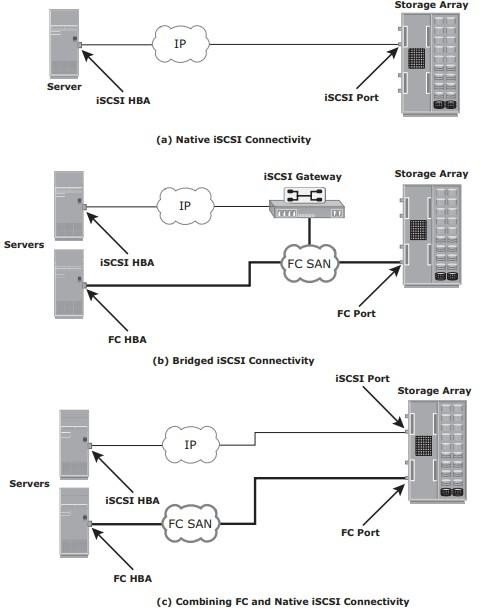 Storage Array
IP
Server
iSCSI HBA
iSCSI Port
(a) Native iSCSI Connectivity
iSCSI Gateway
Storage Array
IP
Servers
iSCSI HBA
FC SAN
FC Port
FC HBA
(b) Bridged iSCSI Connectivity
iSCSI Port
Storage Array
IP
Servers
iSCSI HBA
FC SAN
FC Port
FC HBA
(c) Combining FC and Native iSCSI Connectivity